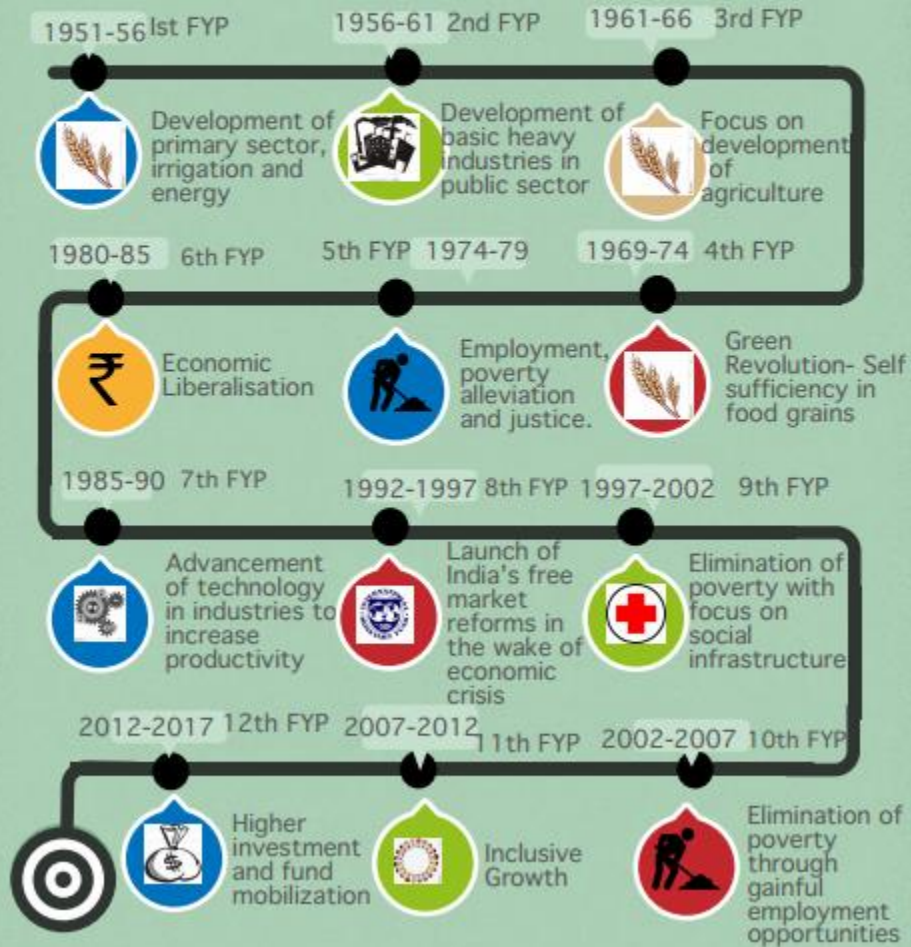 1951-56 Ist FYP
Development of
primary sector,
irrigation and
energy
1956-61 2nd FYP
Development of
basic heavy
industries in
public sector
1961-66 3rd FYP
Focus on
development
of
agriculture
1969-74 4th FYP
Green
Revolution- Self
sufficiency in
food grains
5th FYP 1974-79
Employment,
poverty
alleviation
and justice.
1980-85 6th FYP
₹
Economic
Liberalisation
1985-90 7th FYP
Advancement
of technology
in industries to
increase
productivity
1992-1997 8th FYP
Launch of
India's free
market
reforms in
the wake of
economic
crisis
1997-2002 9th FYP
Elimination of
poverty with
focus on
social
infrastructure
2002-2007 10th FYP
Elimination of
poverty
through
gainful
employment
opportunities
2007-2012 11th FYP
Inclusive
Growth
2012-2017 12th FYP
$
Higher
investment
and fund
mobilization